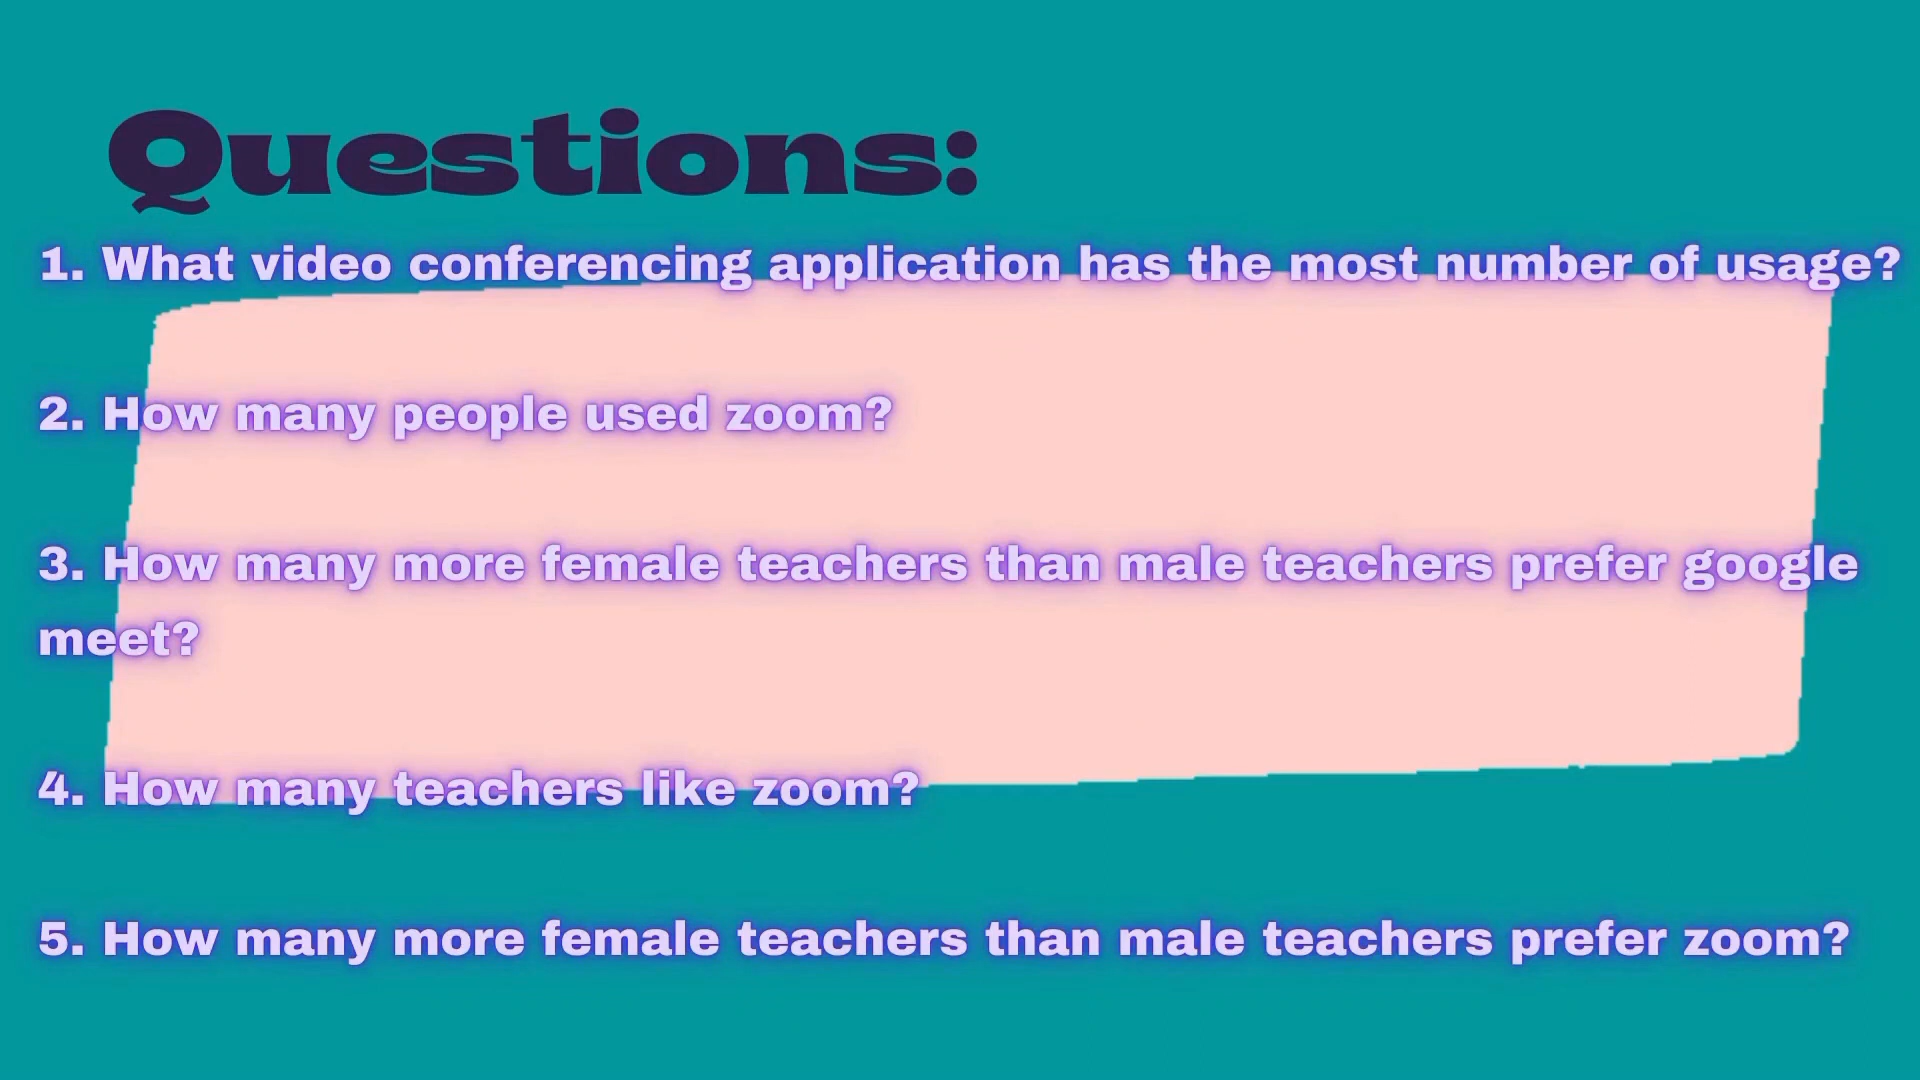 Questions:
1. What video conferencing application has the most number of usage?
2. How many people used zoom?
3. How many more female teachers than male teachers prefer google
meet?
4. How many teachers like zoom?
5. How many more female teachers than male teachers prefer zoom?